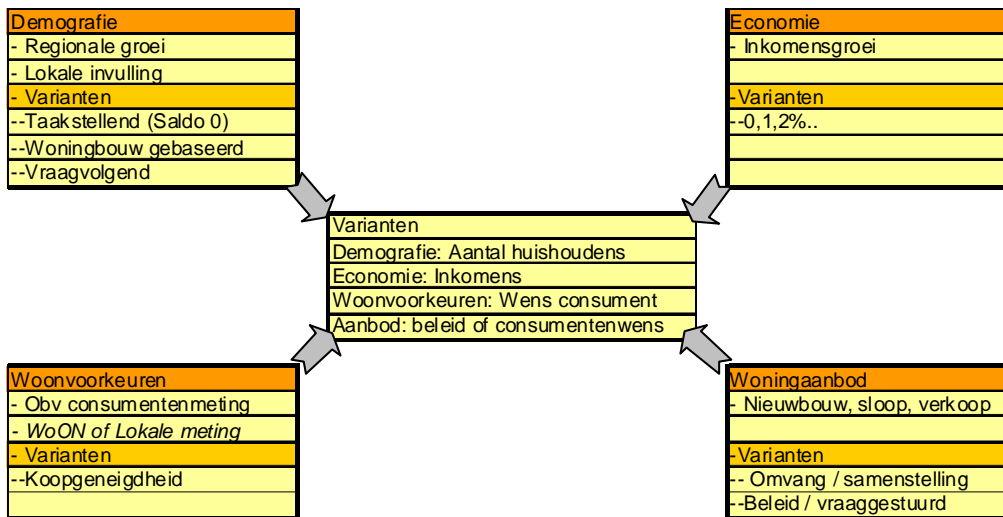 Demografie
- Regionale groei
- Lokale invulling
- Varianten
--Taakstellend (Saldo 0)
--Woningbouw gebaseerd
--Vraagvolgend
Economie
- Inkomensgroei
-Varianten
--0,1,2%..
Varianten
Demografie: Aantal huishoudens
Economie: Inkomens
Woonvoorkeuren: Wens consument
Aanbod: beleid of consumentenwens
Woonvoorkeuren
- Obv consumentenmeting
- WoON of Lokale meting
- Varianten
--Koopgeneigdheid
Woningaanbod
- Nieuwbouw, sloop, verkoop
-Varianten
-- Omvang / samenstelling
--Beleid / vraaggestuurd